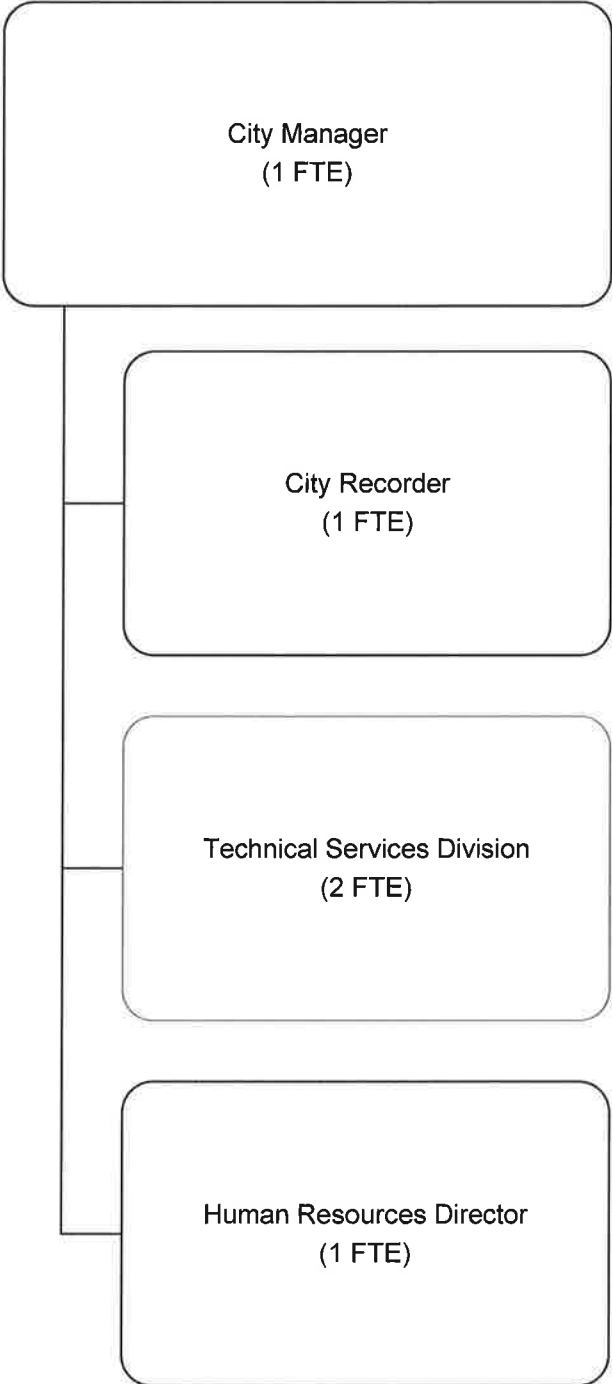 City Manager
(1 FTE)
City Recorder
(1 FTE)
Technical Services Division
(2 FTE)
Human Resources Director
(1 FTE)